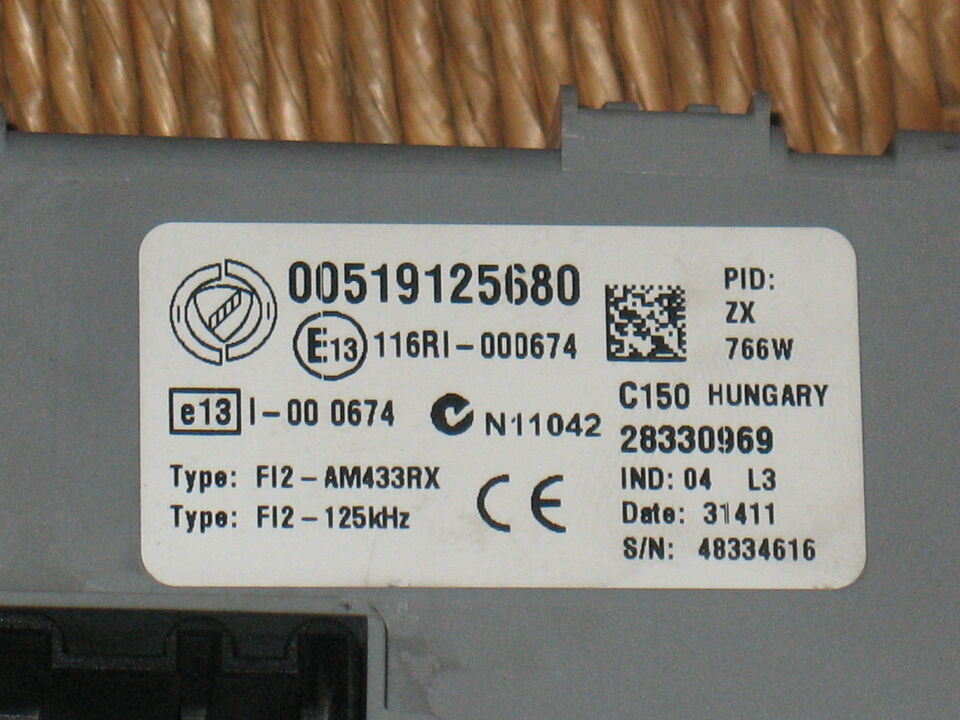 00519125680
E13 116RI-000674
e13 I-00 0674
N11042
Type: FI2-AM433RX
Type: FI2-125kHz
PID:
ZX
766W
C150 HUNGARY
28330969
IND: 04 L3
Date: 31411
S/N: 48334616